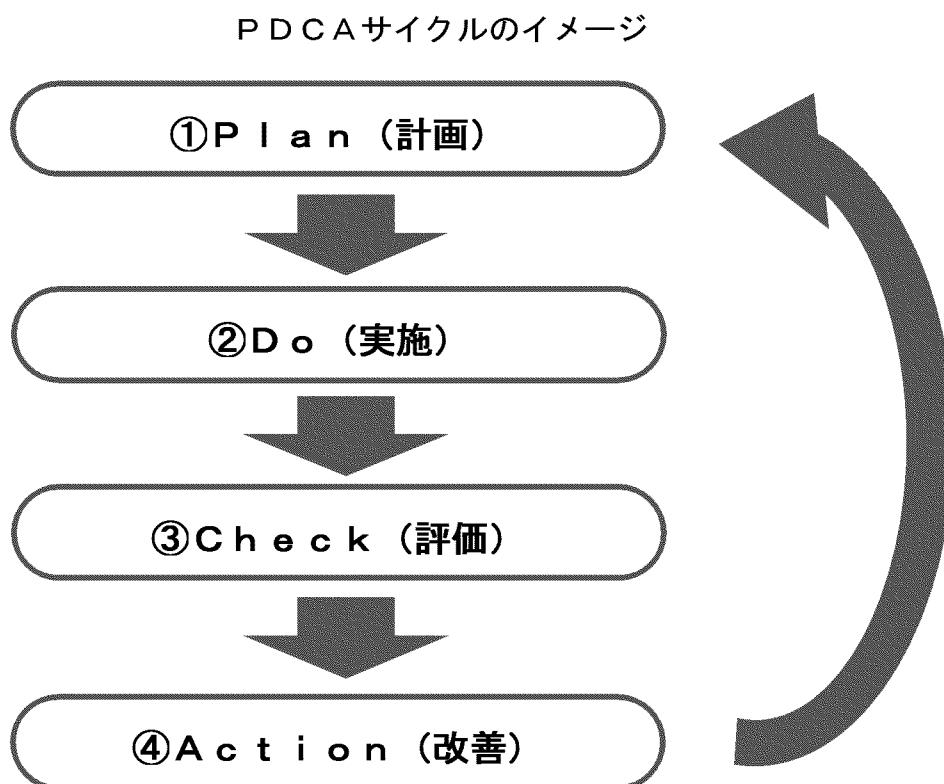 PDCAサイクルのイメージ
①Plan（計画）
②Do（実施）
③Check（評価）
④Action（改善）